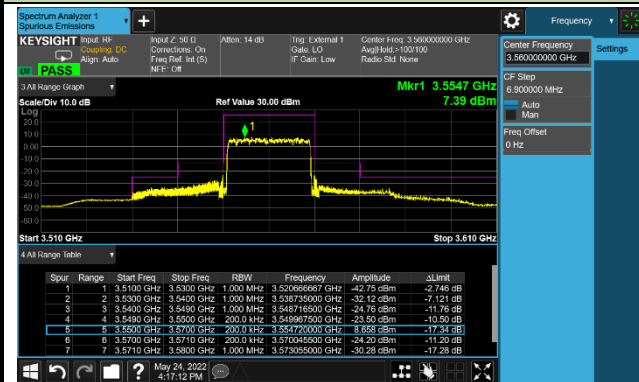 Spectrum Analyzer 1
Spurious Emissions
Frequency
KEYSIGHT Input: RF
Coupling: DC
Align: Auto
Input Z: 50 Ω
Corrections: On
Freq Ref: Int (S)
NFE: Off
Atten: 14 dB
Trig: External 1
Gate: LO
IF Gain: Low
Center Freq: 3.560000000 GHz
Avg|Hold:>100/100
Radio Std: None
PASS
Center Frequency
3.560000000 GHz
Settings
CF Step
6.900000 MHz
Auto
Man
Freq Offset
0 Hz
3 All Range Graph
Mkr1 3.5547 GHz
7.39 dBm
Scale/Div 10.0 dB
Ref Value 30.00 dBm
Log
20.0
10.0
0.00
-10.0
-20.0
-30.0
-40.0
-50.0
-60.0
1
Start 3.510 GHz
Stop 3.610 GHz
4 All Range Table
Spur Range Start Freq Stop Freq RBW Frequency Amplitude ΔLimit
1 1 3.5100 GHz 3.5300 GHz 1.000 MHz 3.520666667 GHz -42.75 dBm -2.746 dB
2 2 3.5300 GHz 3.5400 GHz 1.000 MHz 3.538735000 GHz -32.12 dBm -7.121 dB
3 3 3.5400 GHz 3.5490 GHz 1.000 MHz 3.548716500 GHz -24.76 dBm -11.76 dB
4 4 3.5490 GHz 3.5500 GHz 200.0 kHz 3.549967500 GHz -23.50 dBm -10.50 dB
5 5 3.5500 GHz 3.5700 GHz 200.0 kHz 3.554720000 GHz 8.658 dBm -17.34 dB
6 6 3.5700 GHz 3.5710 GHz 200.0 kHz 3.570045500 GHz -24.20 dBm -11.20 dB
7 7 3.5710 GHz 3.5800 GHz 1.000 MHz 3.573055000 GHz -30.28 dBm -17.28 dB
May 24, 2022
4:17:12 PM